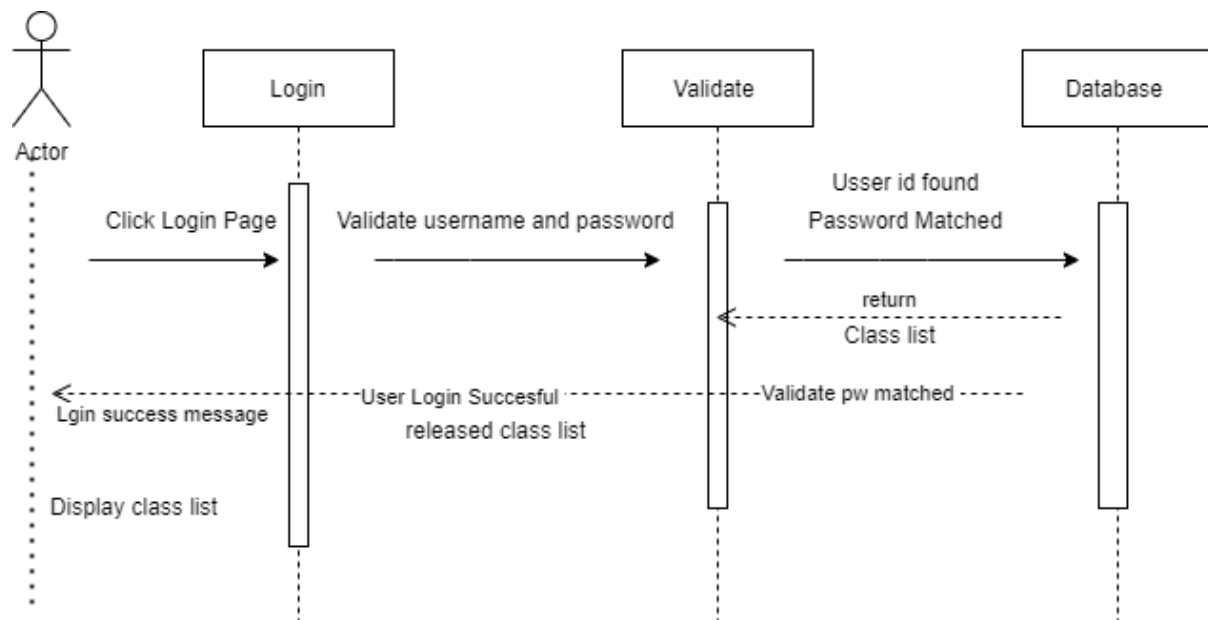 Actor
Login
Validate
Database
Click Login Page
Validate username and password
Usser id found
Password Matched
return
Class list
Lgin success message
User Login Succesful
released class list
Validate pw matched
Display class list